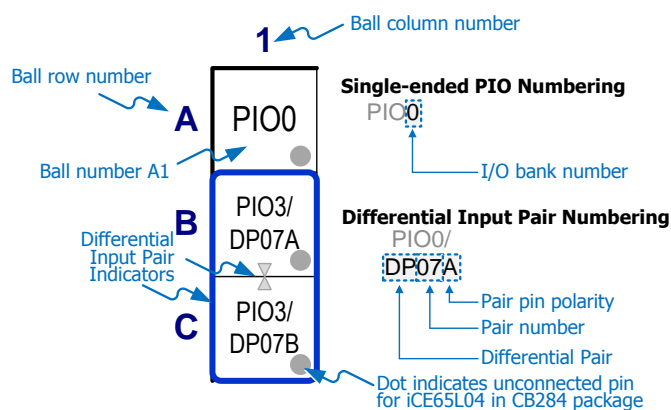 Ball column number
1
Ball row number
A
PIO0
Ball number A1
Single-ended PIO Numbering
PIO0
I/O bank number
B
PIO3/
DP07A
Differential
Input Pair
Indicators
C
PIO3/
DP07B
Differential Input Pair Numbering
PIO0/
DP07A
Pair pin polarity
Pair number
Differential Pair
Dot indicates unconnected pin
for iCE65L04 in CB284 package